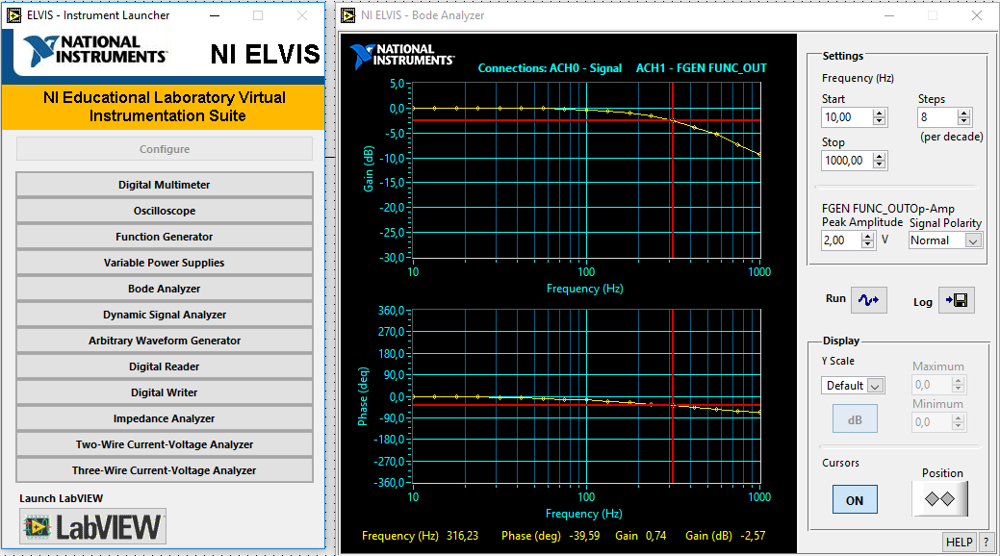 ELVIS - Instrument Launcher
NATIONAL
INSTRUMENTS™
NI ELVIS
NI Educational Laboratory Virtual
Instrumentation Suite
Configure
Digital Multimeter
Oscilloscope
Function Generator
Variable Power Supplies
Bode Analyzer
Dynamic Signal Analyzer
Arbitrary Waveform Generator
Digital Reader
Digital Writer
Impedance Analyzer
Two-Wire Current-Voltage Analyzer
Three-Wire Current-Voltage Analyzer
Launch LabVIEW
LabVIEW
NI ELVIS - Bode Analyzer
NATIONAL
INSTRUMENTS™
Connections: ACH0 - Signal ACH1 - FGEN FUNC_OUT
5,0
0,0
-5,0
-10,0
-15,0
-20,0
-25,0
-30,0
Gain (dB)
10 100 1000
Frequency (Hz)
360,0
270,0
180,0
90,0
0,0
-90,0
-180,0
-270,0
-360,0
Phase (deq)
10 100 1000
Frequency (Hz)
Frequency (Hz) 316,23 Phase (deg) -39,59 Gain 0,74 Gain (dB) -2,57
Settings
Frequency (Hz)
Start Steps
10,00 8
(per decade)
Stop
1000,00
FGEN FUNC_OUTOp-Amp
Peak Amplitude Signal Polarity
2,00 V Normal
Run Log
Display
Y Scale Maximum
Default 0,0
Minimum
dB 0,0
Cursors
Position
ON
HELP ?